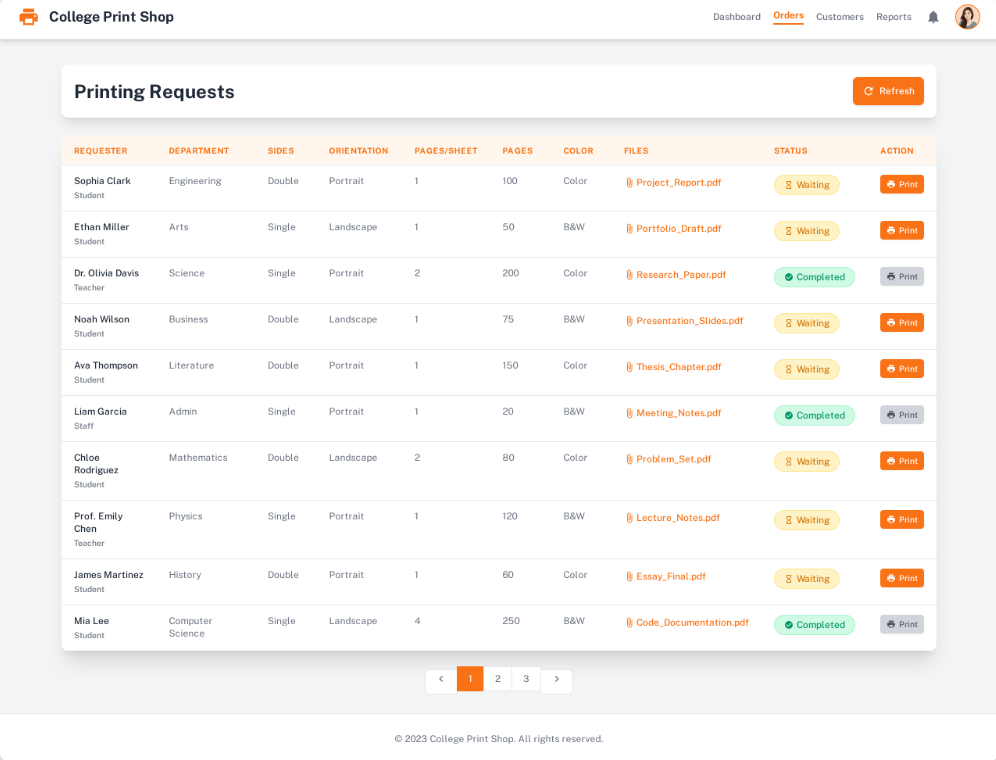 College Print Shop
Dashboard Orders Customers Reports
Printing Requests
Refresh
REQUESTER DEPARTMENT SIDES ORIENTATION PAGES/SHEET PAGES COLOR FILES STATUS ACTION
Sophia Clark Engineering Double Portrait 1 100 Color Project_Report.pdf Waiting Print
Student
Ethan Miller Arts Single Landscape 1 50 B&W Portfolio_Draft.pdf Waiting Print
Student
Dr. Olivia Davis Science Single Portrait 2 200 Color Research_Paper.pdf Completed Print
Teacher
Noah Wilson Business Double Landscape 1 75 B&W Presentation_Slides.pdf Waiting Print
Student
Ava Thompson Literature Double Portrait 1 150 Color Thesis_Chapter.pdf Waiting Print
Student
Liam Garcia Admin Single Portrait 1 20 B&W Meeting_Notes.pdf Completed Print
Staff
Chloe Mathematics Double Landscape 2 80 Color Problem_Set.pdf Waiting Print
Rodriguez
Student
Prof. Emily Physics Single Portrait 1 120 B&W Lecture_Notes.pdf Waiting Print
Chen
Teacher
James Martinez History Double Portrait 1 60 Color Essay_Final.pdf Waiting Print
Student
Mia Lee Computer Single Landscape 4 250 B&W Code_Documentation.pdf Completed Print
Student Science
1 2 3
© 2023 College Print Shop. All rights reserved.